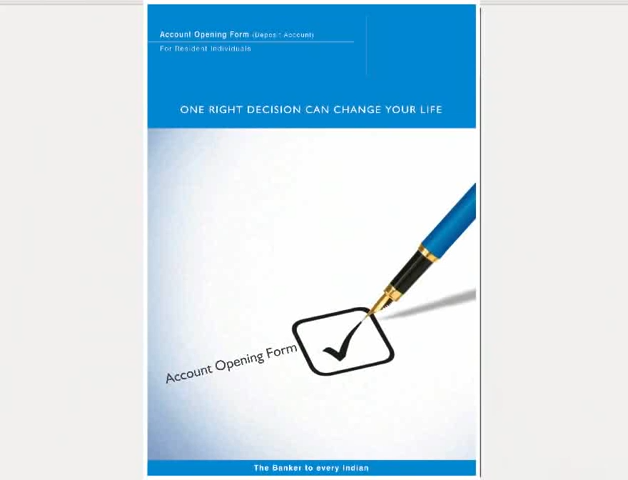 Account Opening Form (Deposit Account)
For Resident Individuals
ONE RIGHT DECISION CAN CHANGE YOUR LIFE
Account Opening Form
The Banker to every Indian